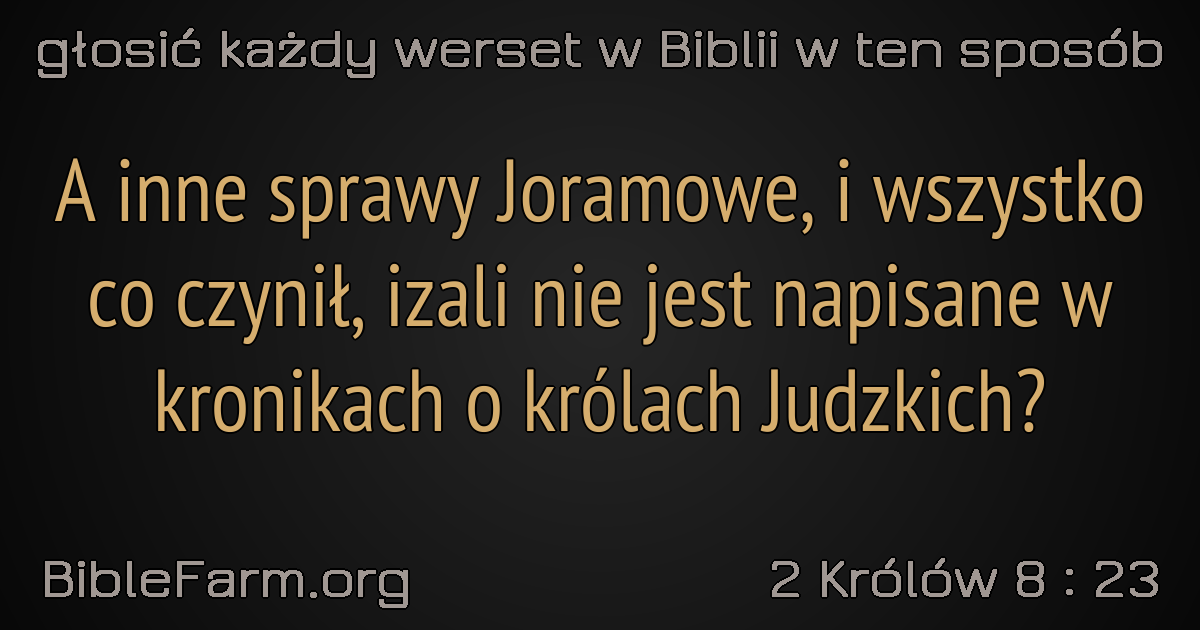 głosić każdy werset w Biblii w ten sposób
A inne sprawy Joramowe, i wszystko
co czynił, izali nie jest napisane w
kronikach o królach Judzkich?
BibleFarm.org
2 Królów 8 : 23